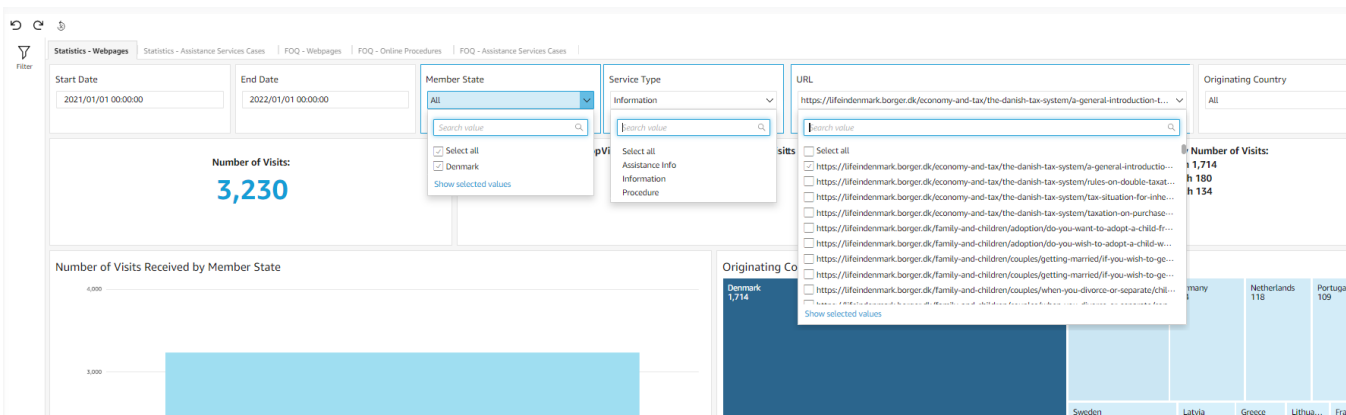 Filter
Statistics - Webpages
Statistics - Assistance Services Cases
FOQ - Webpages
FOQ - Online Procedures
FOQ - Assistance Services Cases
Start Date
2021/01/01 00:00:00
End Date
2022/01/01 00:00:00
Member State
All
Search value
Select all
Denmark
Show selected values
Service Type
Information
Search value
Select all
Assistance Info
Information
Procedure
URL
https://lifeindenmark.borger.dk/economy-and-tax/the-danish-tax-system/a-general-introduction-t...
Search value
Select all
https://lifeindenmark.borger.dk/economy-and-tax/the-danish-tax-system/a-general-introductio...
https://lifeindenmark.borger.dk/economy-and-tax/the-danish-tax-system/rules-on-double-taxat...
https://lifeindenmark.borger.dk/economy-and-tax/the-danish-tax-system/tax-situation-for-inhe...
https://lifeindenmark.borger.dk/economy-and-tax/the-danish-tax-system/taxation-on-purchase...
https://lifeindenmark.borger.dk/family-and-children/adoption/do-you-want-to-adopt-a-child-fr...
https://lifeindenmark.borger.dk/family-and-children/adoption/do-you-wish-to-adopt-a-child-w...
https://lifeindenmark.borger.dk/family-and-children/couples/getting-married/if-you-wish-to-ge...
https://lifeindenmark.borger.dk/family-and-children/couples/getting-married/if-you-wish-to-ge...
https://lifeindenmark.borger.dk/family-and-children/couples/when-you-divorce-or-separate/chil...
Show selected values
Originating Country
All
Number of Visits:
3,230
Number of Visits:
1,714
h 180
h 134
Number of Visits Received by Member State
4,000
3,000
Originating Co
Denmark
1,714
many
Netherlands
118
Portuga
109
Sweden
Latvia
Greece
Lithua...
Fra